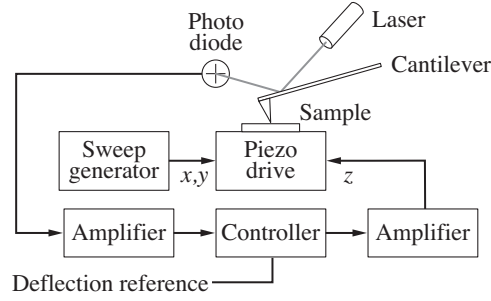 Laser
Photo
diode
Cantilever
Sample
Sweep
generator
x,y
Piezo
drive
z
Amplifier
Controller
Amplifier
Deflection reference